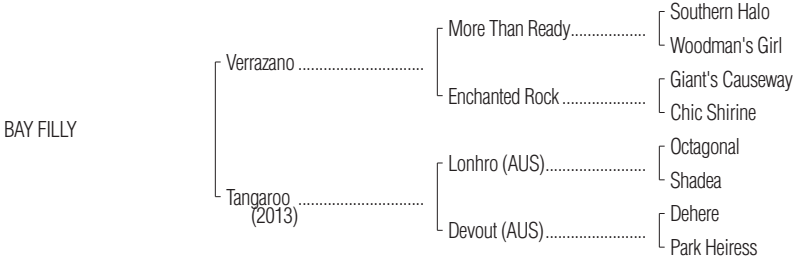 Southern Halo
More Than Ready..................
Woodman's Girl
Verrazano ............................
Giant's Causeway
Enchanted Rock ...................
Chic Shirine
BAY FILLY
Octagonal
Lonhro (AUS).......................
Shadea
Tangaroo ............................
(2013)
Dehere
Devout (AUS).......................
Park Heiress